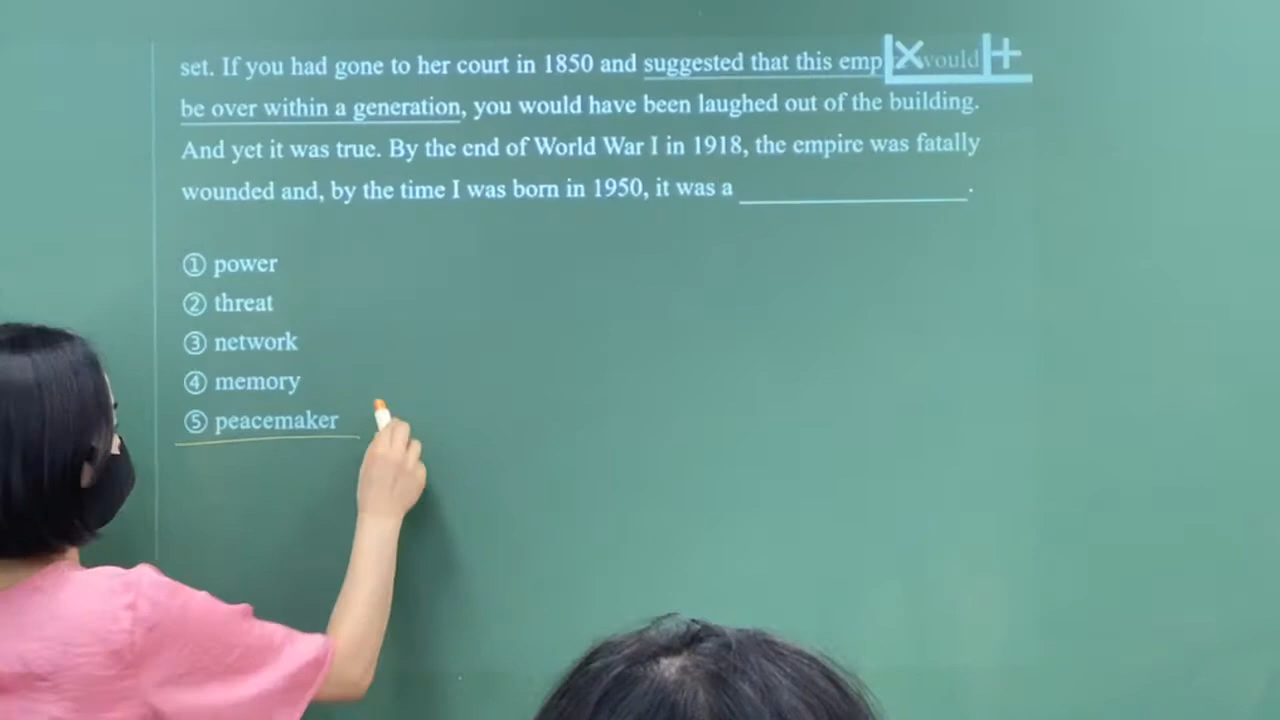 set. If you had gone to her court in 1850 and suggested that this emp would
be over within a generation, you would have been laughed out of the building.
And yet it was true. By the end of World War I in 1918, the empire was fatally
wounded and, by the time I was born in 1950, it was a ____________.
① power
② threat
③ network
④ memory
⑤ peacemaker